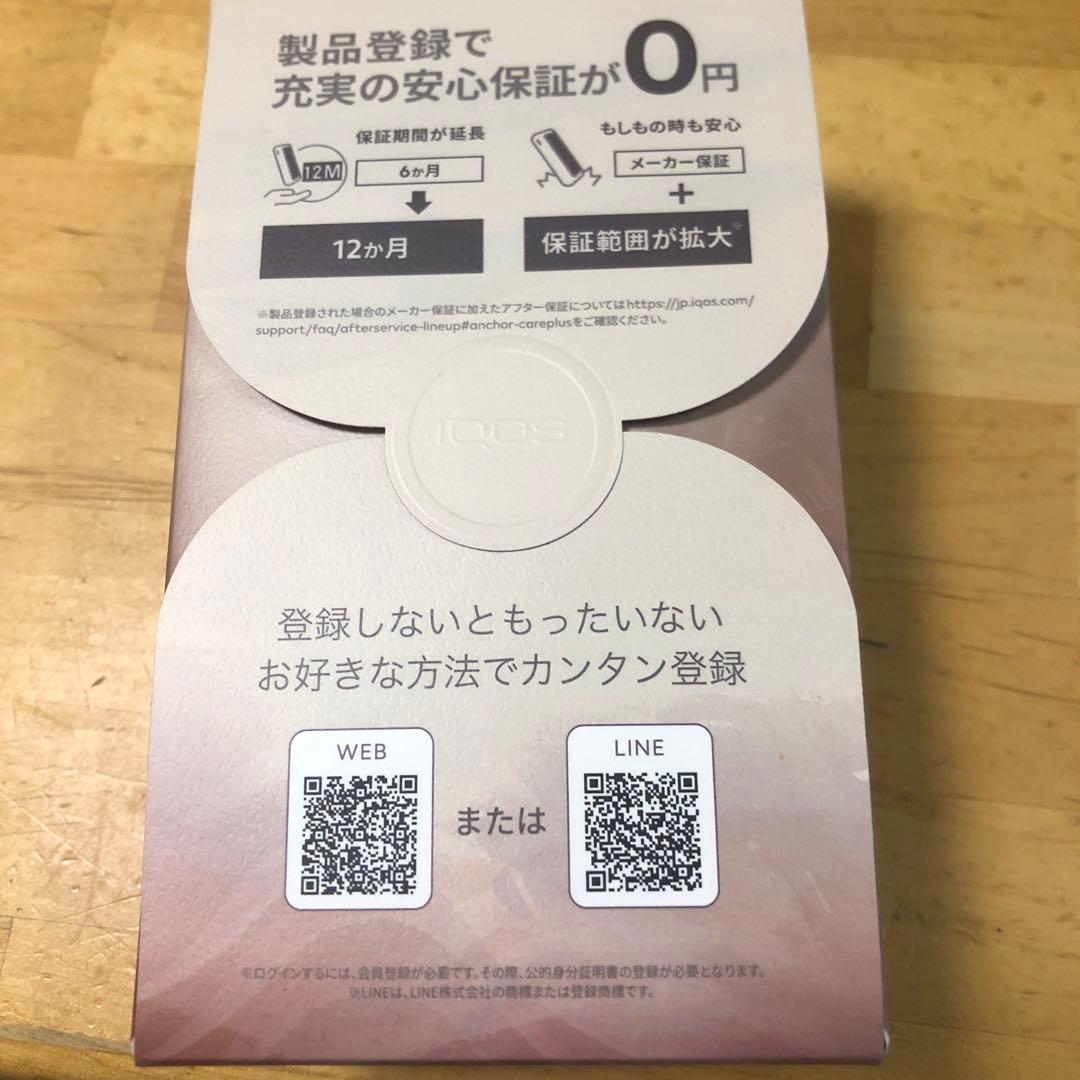 製品登録で
充実の安心保証が0円
保証期間が延長
12M
6か月
12か月
もしもの時も安心
メーカー保証
+
保証範囲が拡大※
※製品登録された場合のメーカー保証に加えたアフター保証についてはhttps://jp.iqos.com/
support/faq/afterservice-lineup#anchor-careplusをご確認ください。
IQOS
登録しないともったいない
お好きな方法でカンタン登録
WEB
または
LINE
※ログインするには、会員登録が必要です。その際、公的身分証明書の登録が必要となります。
※LINEは、LINE株式会社の商標または登録商標です。